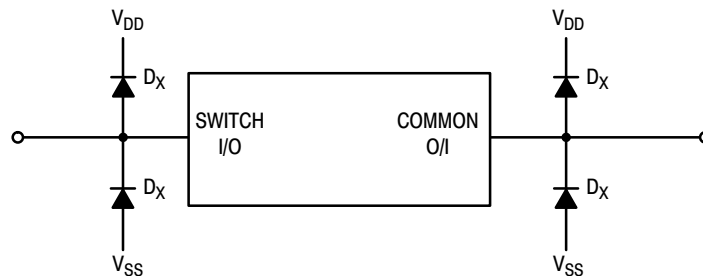 VDD
VDD
DX
DX
SWITCH
I/O
COMMON
O/I
DX
DX
VSS
VSS